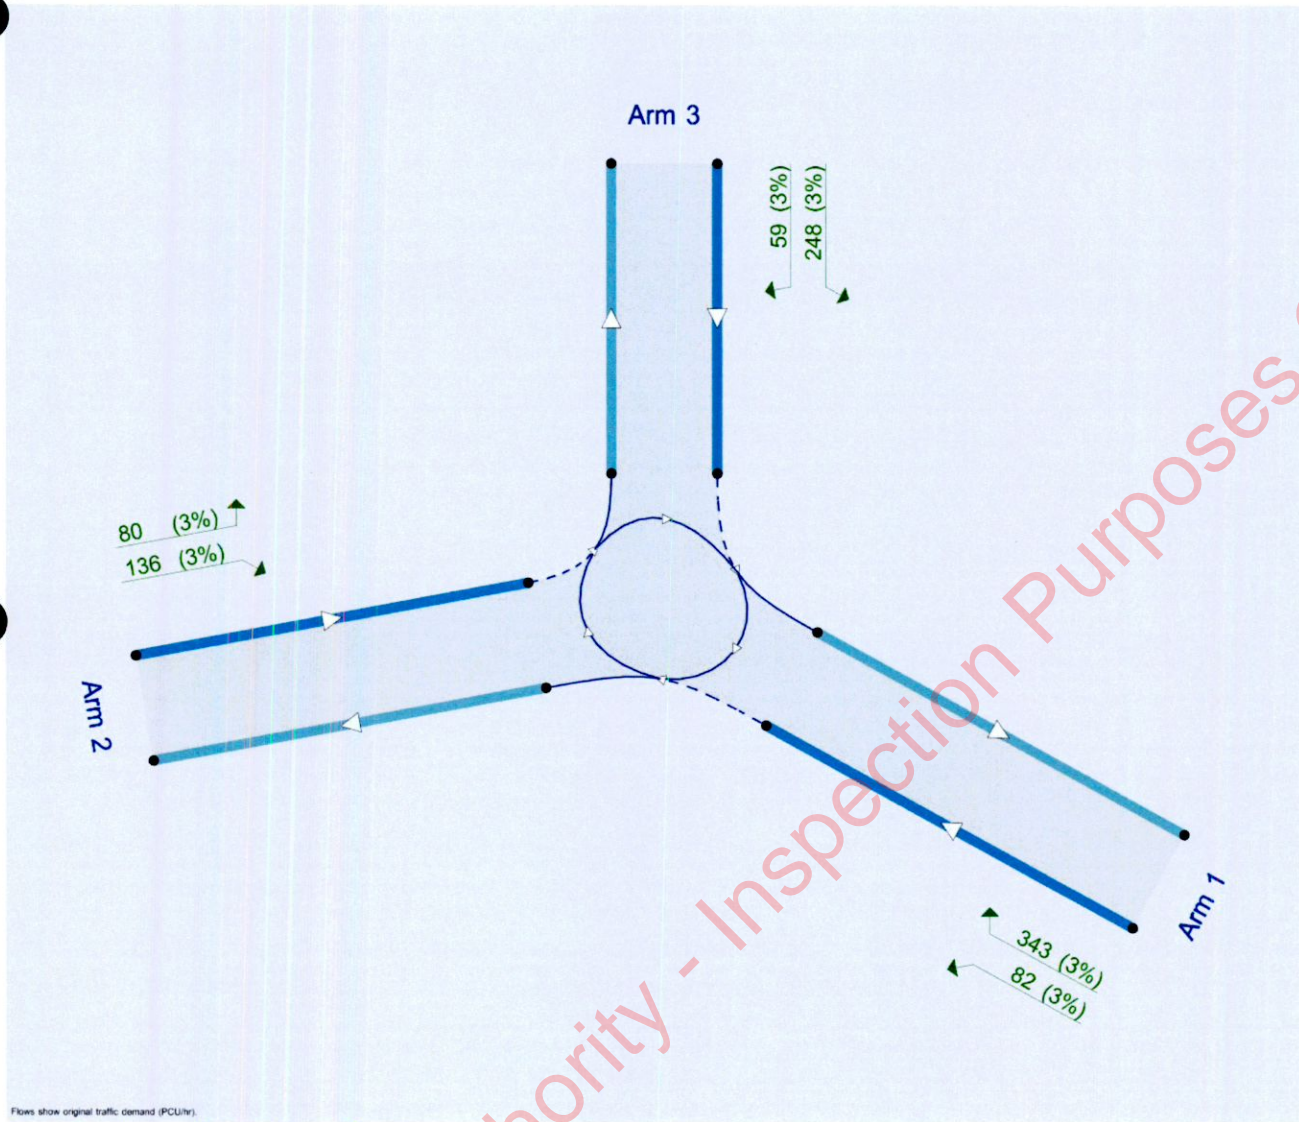 Arm 3
59 (3%)
248 (3%)
80 (3%)
136 (3%)
Arm 2
Arm 1
343 (3%)
82 (3%)
Flows show original traffic demand (PCU/hr).
Inspection Purposes